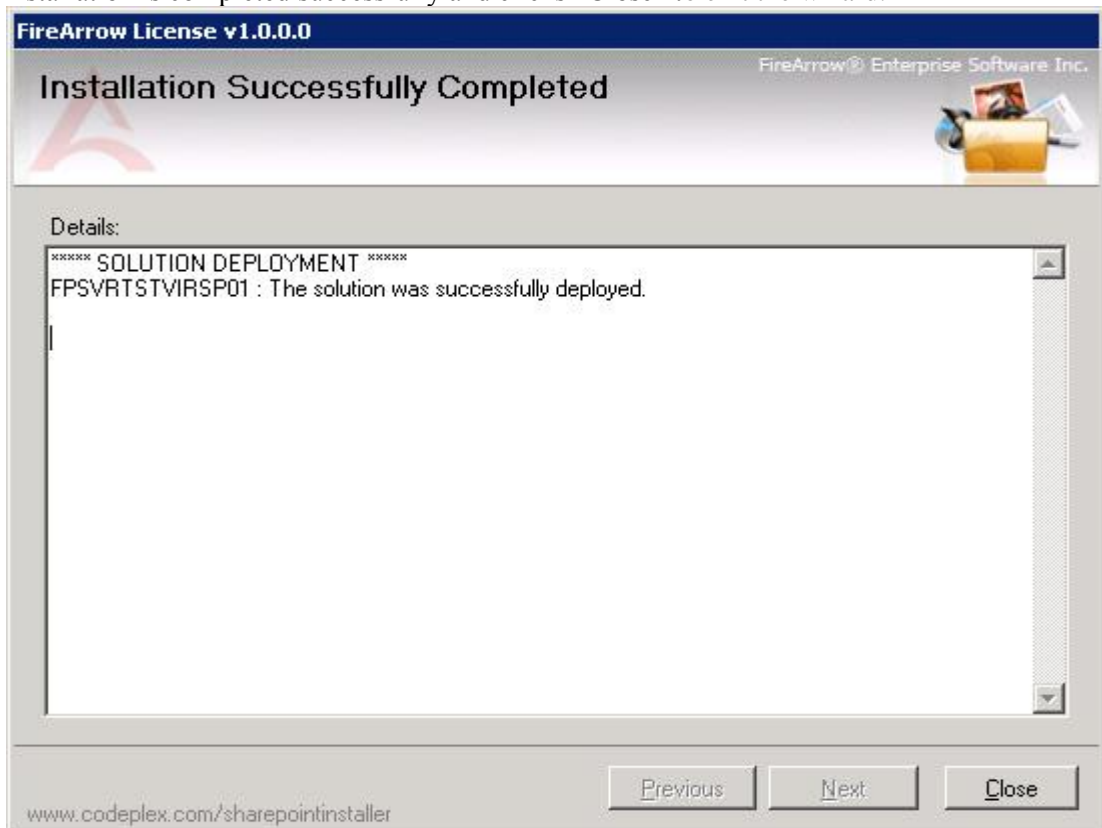 FireArrow License v1.0.0.0
FireArrow® Enterprise Software Inc.
Installation Successfully Completed
Details:
***** SOLUTION DEPLOYMENT *****
FPSVRTSTVIRSP01 : The solution was successfully deployed.
Previous
Next
Close
www.codeplex.com/sharepointinstaller